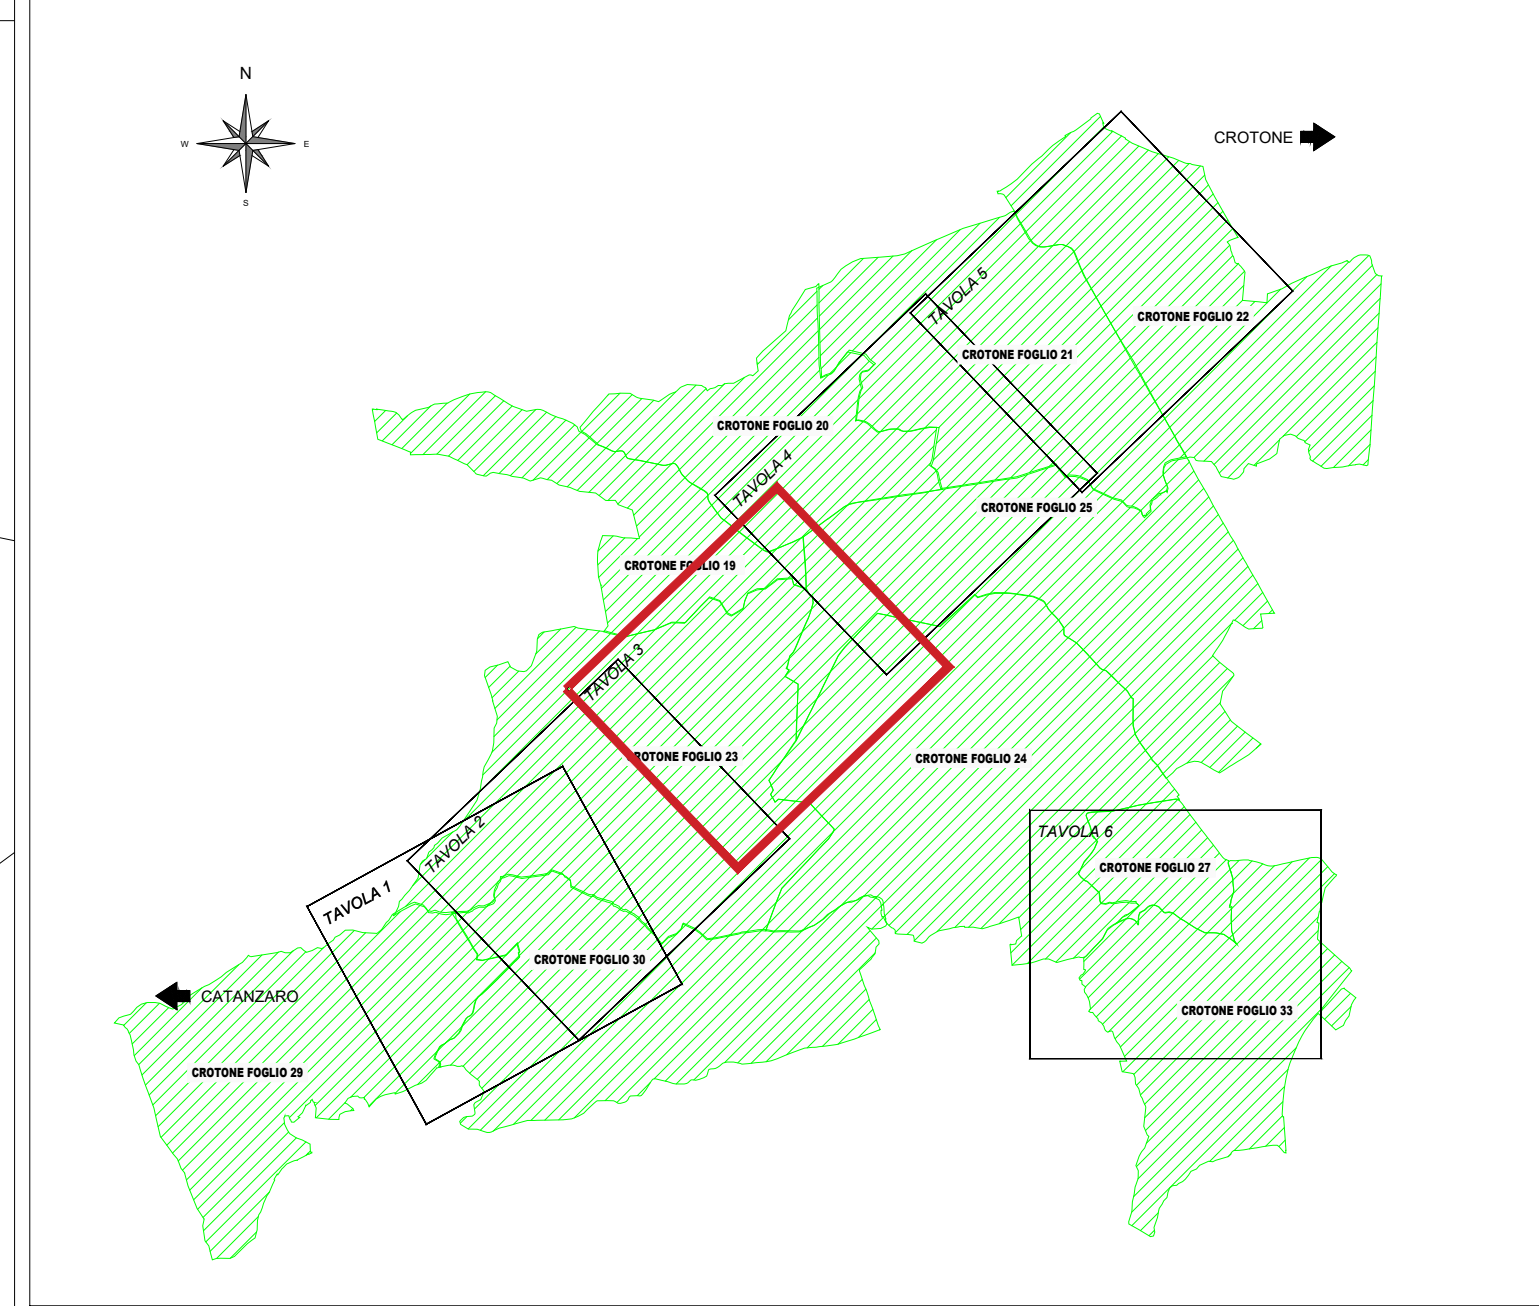 N
W
E
S
CROTONE
TAVOLA 5
CROTONE FOGLIO 22
CROTONE FOGLIO 21
CROTONE FOGLIO 20
TAVOLA 4
CROTONE FOGLIO 25
CROTONE FOGLIO 19
TAVOLA 3
CROTONE FOGLIO 23
CROTONE FOGLIO 24
TAVOLA 2
TAVOLA 6
CROTONE FOGLIO 27
TAVOLA 1
CROTONE FOGLIO 30
CATANZARO
CROTONE FOGLIO 33
CROTONE FOGLIO 29